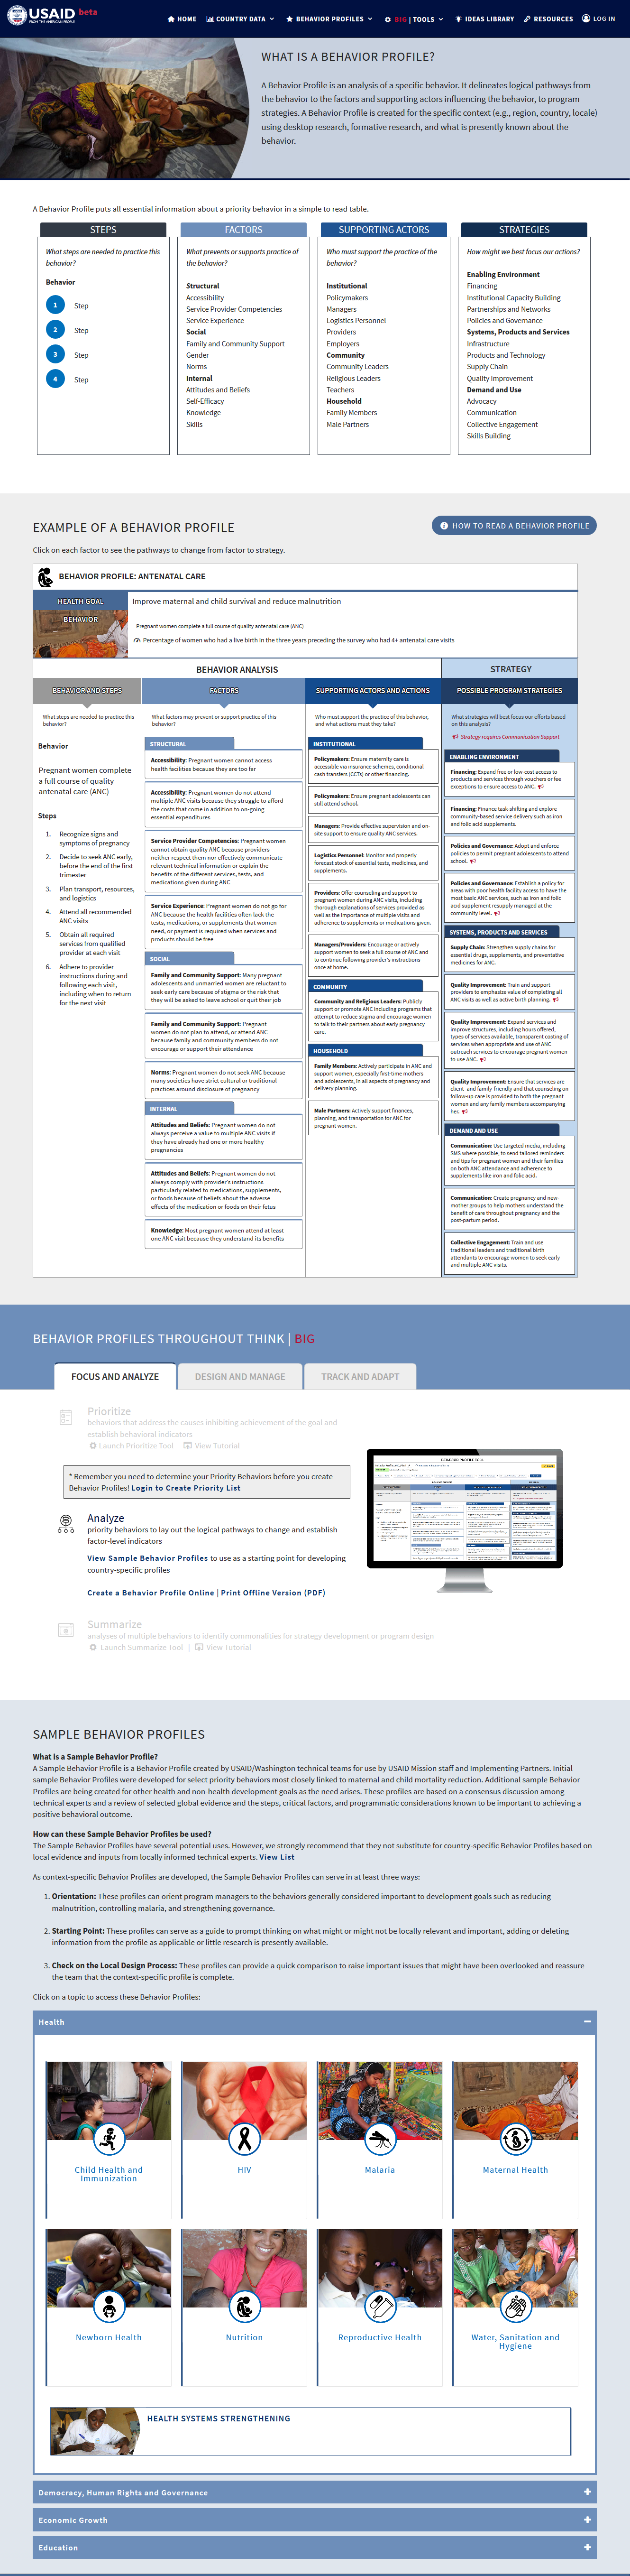 USAID beta
FROM THE AMERICAN PEOPLE
HOME COUNTRY DATA BEHAVIOR PROFILES BIG | TOOLS IDEAS LIBRARY RESOURCES LOG IN
WHAT IS A BEHAVIOR PROFILE?
A Behavior Profile is an analysis of a specific behavior. It delineates logical pathways from
the behavior to the factors and supporting actors influencing the behavior, to program
strategies. A Behavior Profile is created for the specific context (e.g., region, country, locale)
using desktop research, formative research, and what is presently known about the
behavior.
A Behavior Profile puts all essential information about a priority behavior in a simple to read table.
STEPS
What steps are needed to practice this
behavior?
Behavior
1 Step
2 Step
3 Step
4 Step
FACTORS
What prevents or supports practice of
the behavior?
Structural
Accessibility
Service Provider Competencies
Service Experience
Social
Family and Community Support
Gender
Norms
Internal
Attitudes and Beliefs
Self-Efficacy
Knowledge
Skills
SUPPORTING ACTORS
Who must support the practice of the
behavior?
Institutional
Policymakers
Managers
Logistics Personnel
Providers
Employers
Community
Community Leaders
Religious Leaders
Teachers
Household
Family Members
Male Partners
STRATEGIES
How might we best focus our actions?
Enabling Environment
Financing
Institutional Capacity Building
Partnerships and Networks
Policies and Governance
Systems, Products and Services
Infrastructure
Products and Technology
Supply Chain
Quality Improvement
Demand and Use
Advocacy
Communication
Collective Engagement
Skills Building
EXAMPLE OF A BEHAVIOR PROFILE
HOW TO READ A BEHAVIOR PROFILE
Click on each factor to see the pathways to change from factor to strategy.
BEHAVIOR PROFILE: ANTENATAL CARE
HEALTH GOAL
Improve maternal and child survival and reduce malnutrition
BEHAVIOR
Pregnant women complete a full course of quality antenatal care (ANC)
Percentage of women who had a live birth in the three years preceding the survey who had 4+ antenatal care visits
BEHAVIOR ANALYSIS
STRATEGY
BEHAVIOR AND STEPS
What steps are needed to practice this
behavior?
Behavior
Pregnant women complete
a full course of quality
antenatal care (ANC)
Steps
1. Recognize signs and
symptoms of pregnancy
2. Decide to seek ANC early,
before the end of the first
trimester
3. Plan transport, resources,
and logistics
4. Attend all recommended
ANC visits
5. Obtain all required
services from qualified
provider at each visit
6. Adhere to provider
instructions during and
following each visit,
including when to return
for the next visit
FACTORS
What factors may prevent or support practice of this
behavior?
STRUCTURAL
Accessibility: Pregnant women cannot access
health facilities because they are too far
Accessibility: Pregnant women do not attend
multiple ANC visits because they struggle to afford
the costs that come in addition to on-going
essential expenditures
Service Provider Competencies: Pregnant women
cannot obtain quality ANC because providers
neither respect them nor effectively communicate
relevant technical information or explain the
benefits of the different services, tests, and
medications given during ANC
Service Experience: Pregnant women do not go for
ANC because the health facilities often lack the
tests, medications, or supplements that women
need, or payment is required when services and
products should be free
SOCIAL
Family and Community Support: Many pregnant
adolescents and unmarried women are reluctant to
seek early care because of stigma or the risk that
they will be asked to leave school or quit their job
Family and Community Support: Pregnant
women do not plan to attend, or attend ANC
because family and community members do not
encourage or support their attendance
Norms: Pregnant women do not seek ANC because
many societies have strict cultural or traditional
practices around disclosure of pregnancy
INTERNAL
Attitudes and Beliefs: Pregnant women do not
always perceive a value to multiple ANC visits if
they have already had one or more healthy
pregnancies
Attitudes and Beliefs: Pregnant women do not
always comply with provider's instructions
particularly related to medications, supplements,
or foods because of beliefs about the adverse
effects of the medication or foods on their fetus
Knowledge: Most pregnant women attend at least
one ANC visit because they understand its benefits
SUPPORTING ACTORS AND ACTIONS
Who must support the practice of this behavior,
and what actions must they take?
INSTITUTIONAL
Policymakers: Ensure maternity care is
accessible via insurance schemes, conditional
cash transfers (CCTs) or other financing.
Policymakers: Ensure pregnant adolescents can
still attend school.
Managers: Provide effective supervision and on-
site support to ensure quality ANC services.
Logistics Personnel: Monitor and properly
forecast stock of essential tests, medicines, and
supplements.
Providers: Offer counseling and support to
pregnant women during ANC visits, including
thorough explanations of services provided as
well as the importance of multiple visits and
adherence to supplements or medications given.
Managers/Providers: Encourage or actively
support women to seek a full course of ANC and
to continue following provider's instructions
once at home.
COMMUNITY
Community and Religious Leaders: Publicly
support or promote ANC including programs that
attempt to reduce stigma and encourage women
to talk to their partners about early pregnancy
care.
HOUSEHOLD
Family Members: Actively participate in ANC and
support women, especially first-time mothers
and adolescents, in all aspects of pregnancy and
delivery planning.
Male Partners: Actively support finances,
planning, and transportation for ANC for
pregnant women.
POSSIBLE PROGRAM STRATEGIES
What strategies will best focus our efforts based
on this analysis?
Strategy requires Communication Support
ENABLING ENVIRONMENT
Financing: Expand free or low-cost access to
products and services through vouchers or fee
exceptions to ensure access to ANC.
Financing: Finance task-shifting and explore
community-based service delivery such as iron
and folic acid supplements.
Policies and Governance: Adopt and enforce
policies to permit pregnant adolescents to attend
school.
Policies and Governance: Establish a policy for
areas with poor health facility access to have the
most basic ANC services, such as iron and folic
acid supplement resupply managed at the
community level.
SYSTEMS, PRODUCTS AND SERVICES
Supply Chain: Strengthen supply chains for
essential drugs, supplements, and preventative
medicines for ANC.
Quality Improvement: Train and support
providers to emphasize value of completing all
ANC visits as well as active birth planning.
Quality Improvement: Expand services and
improve structures, including hours offered,
types of services available, transparent costing of
services when appropriate and use of ANC
outreach services to encourage pregnant women
to use ANC.
Quality Improvement: Ensure that services are
client- and family-friendly and that counseling on
follow-up care is provided to both the pregnant
women and any family members accompanying
her.
DEMAND AND USE
Communication: Use targeted media, including
SMS where possible, to send tailored reminders
and tips for pregnant women and their families
on both ANC attendance and adherence to
supplements like iron and folic acid.
Communication: Create pregnancy and new-
mother groups to help mothers understand the
benefit of care throughout pregnancy and the
post-partum period.
Collective Engagement: Train and use
traditional leaders and traditional birth
attendants to encourage women to seek early
and multiple ANC visits.
BEHAVIOR PROFILES THROUGHOUT THINK | BIG
FOCUS AND ANALYZE DESIGN AND MANAGE TRACK AND ADAPT
Prioritize
behaviors that address the causes inhibiting achievement of the goal and
establish behavioral indicators
Launch Prioritize Tool View Tutorial
* Remember you need to determine your Priority Behaviors before you create
Behavior Profiles! Login to Create Priority List
Analyze
priority behaviors to lay out the logical pathways to change and establish
factor-level indicators
View Sample Behavior Profiles to use as a starting point for developing
country-specific profiles
Create a Behavior Profile Online | Print Offline Version (PDF)
BEHAVIOR PROFILE TOOL
Summarize
analyses of multiple behaviors to identify commonalities for strategy development or program design
Launch Summarize Tool | View Tutorial
SAMPLE BEHAVIOR PROFILES
What is a Sample Behavior Profile?
A Sample Behavior Profile is a Behavior Profile created by USAID/Washington technical teams for use by USAID Mission staff and Implementing Partners. Initial
sample Behavior Profiles were developed for select priority behaviors most closely linked to maternal and child mortality reduction. Additional sample Behavior
Profiles are being created for other health and non-health development goals as the need arises. These profiles are based on a consensus discussion among
technical experts and a review of selected global evidence and the steps, critical factors, and programmatic considerations known to be important to achieving a
positive behavioral outcome.
How can these Sample Behavior Profiles be used?
The Sample Behavior Profiles have several potential uses. However, we strongly recommend that they not substitute for country-specific Behavior Profiles based on
local evidence and inputs from locally informed technical experts. View List
As context-specific Behavior Profiles are developed, the Sample Behavior Profiles can serve in at least three ways:
1. Orientation: These profiles can orient program managers to the behaviors generally considered important to development goals such as reducing
malnutrition, controlling malaria, and strengthening governance.
2. Starting Point: These profiles can serve as a guide to prompt thinking on what might or might not be locally relevant and important, adding or deleting
information from the profile as applicable or little research is presently available.
3. Check on the Local Design Process: These profiles can provide a quick comparison to raise important issues that might have been overlooked and reassure
the team that the context-specific profile is complete.
Click on a topic to access these Behavior Profiles:
Health
Child Health and
Immunization
HIV
Malaria
Maternal Health
Newborn Health
Nutrition
Reproductive Health
Water, Sanitation and
Hygiene
HEALTH SYSTEMS STRENGTHENING
Democracy, Human Rights and Governance
Economic Growth
Education